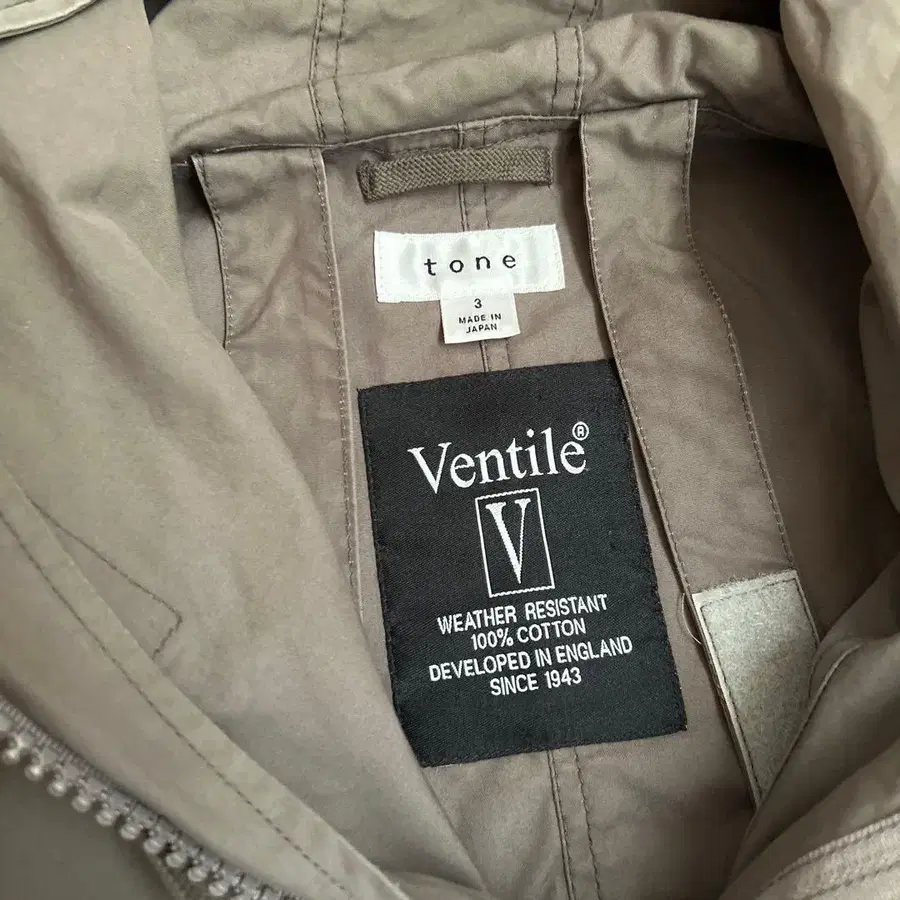 tone
3
MADE IN
JAPAN
Ventile®
V
WEATHER RESISTANT
100% COTTON
DEVELOPED IN ENGLAND
SINCE 1943